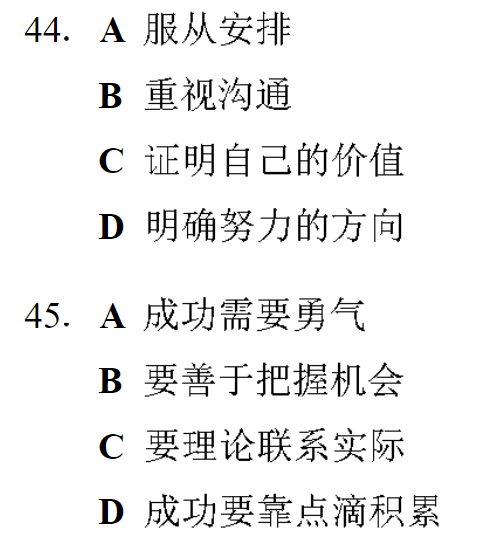 44. A 服从安排
B 重视沟通
C 证明自己的价值
D 明确努力的方向
45. A 成功需要勇气
B 要善于把握机会
C 要理论联系实际
D 成功要靠点滴积累